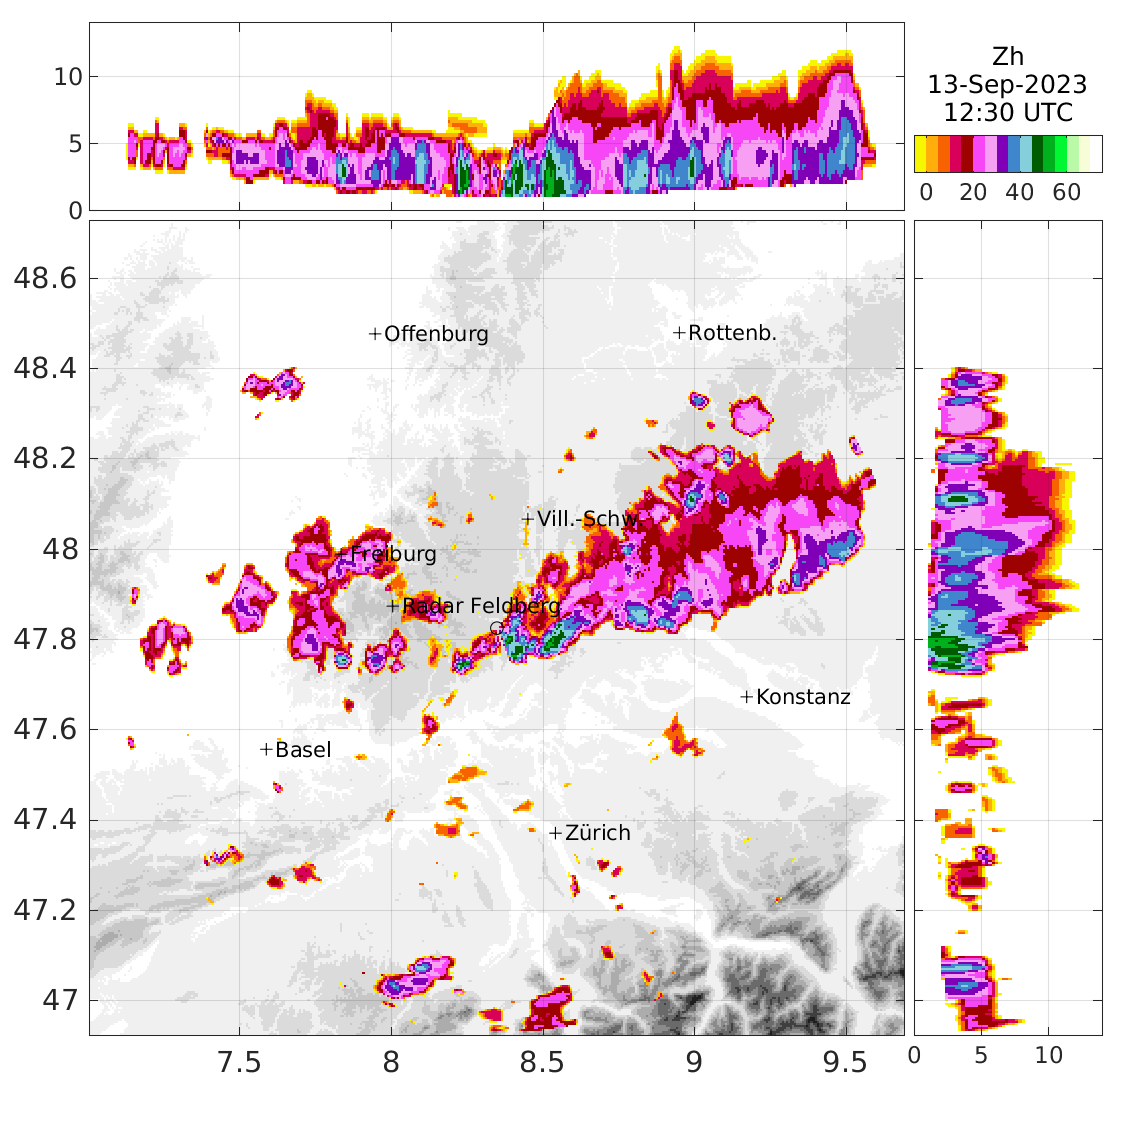 10
5
0
Zh
13-Sep-2023
12:30 UTC
0 20 40 60
48.6
48.4
48.2
48
47.8
47.6
47.4
47.2
47
+Offenburg
+Rottenb.
+Vill.-Schw.
+Freiburg
+Radar Feldberg
+Konstanz
+Basel
+Zürich
7.5 8 8.5 9 9.5
0 5 10